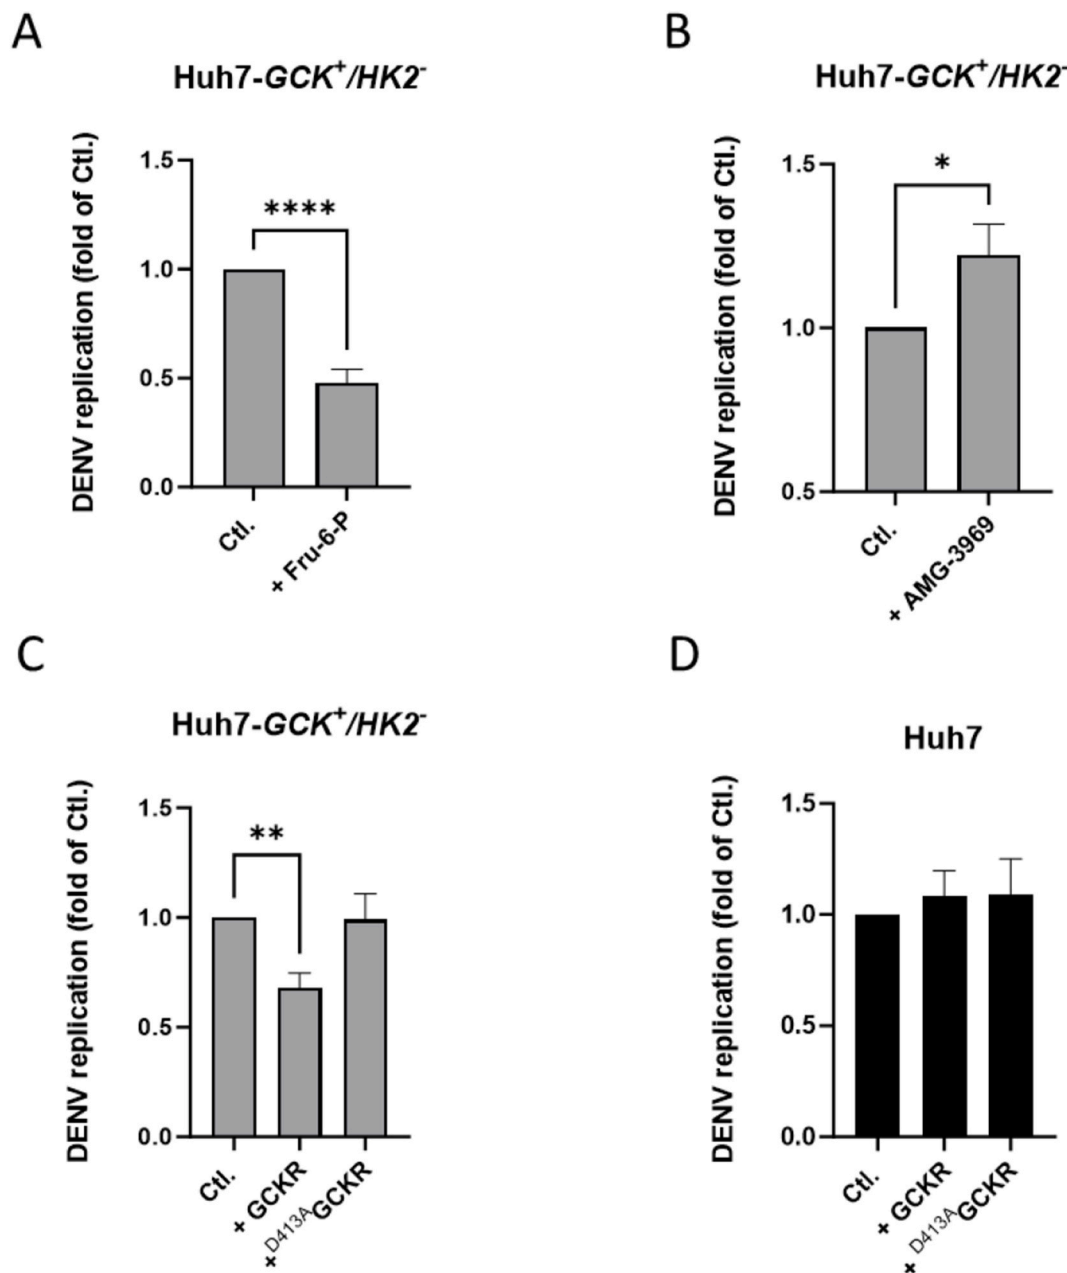 A
Huh7-GCK⁺/HK2⁻
DENV replication (fold of Ctl.)
1.5
1.0
0.5
0.0
****
Ctl.
+ Fru-6-P
B
Huh7-GCK⁺/HK2⁻
DENV replication (fold of Ctl.)
1.5
1.0
0.5
*
Ctl.
+ AMG-3969
C
Huh7-GCK⁺/HK2⁻
DENV replication (fold of Ctl.)
1.5
1.0
0.5
0.0
**
Ctl.
+ GCKR
+ D413AGCKR
D
Huh7
DENV replication (fold of Ctl.)
1.5
1.0
0.5
0.0
Ctl.
+ GCKR
+ D413AGCKR